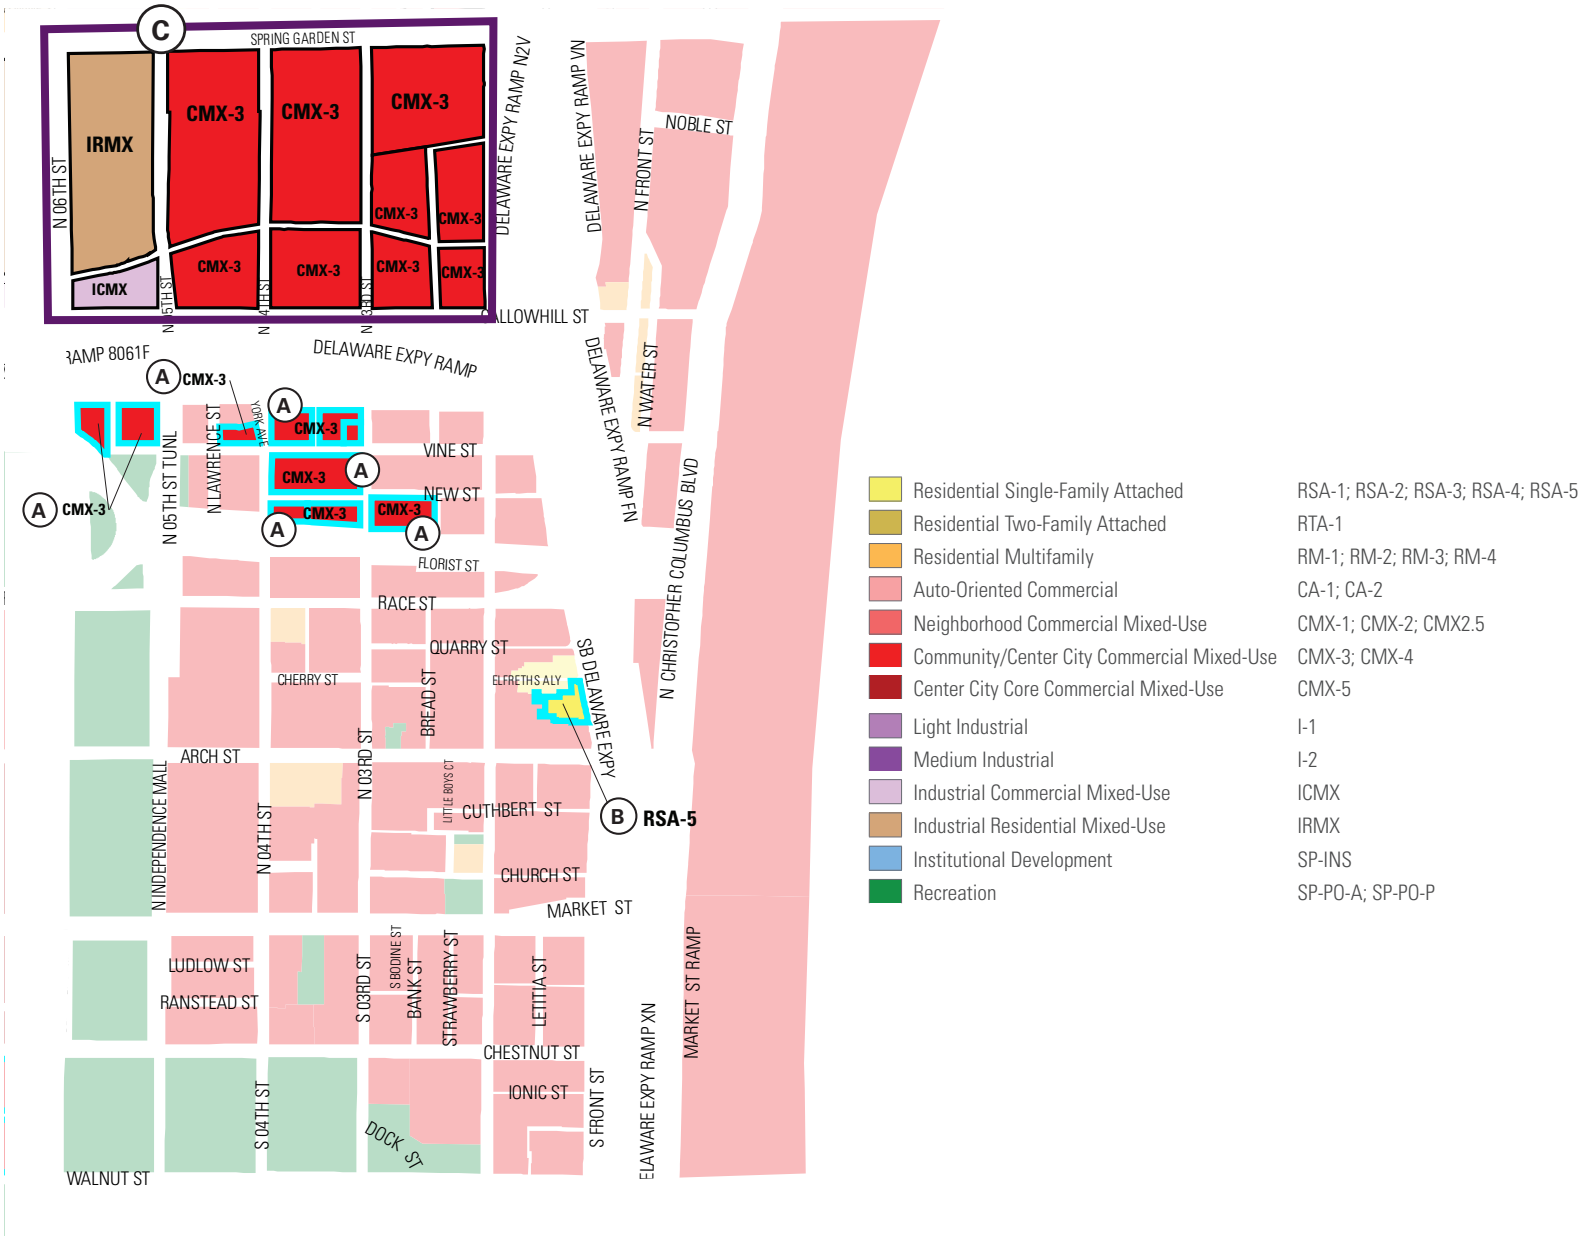 C
SPRING GARDEN ST
DELAWARE EXPY RAMP N2V
DELAWARE EXPY RAMP VN
IRMX
CMX-3
CMX-3
CMX-3
N 06TH ST
N FRONT ST
NOBLE ST
CMX-3
CMX-3
CMX-3
CMX-3
CMX-3
CMX-3
ICMX
N 05TH ST
N 4TH ST
N 03RD ST
CALLOWHILL ST
RAMP 8061F
DELAWARE EXPY RAMP
DELAWARE EXPY RAMP FN
N WATER ST
A CMX-3
A
YORK AVE
CMX-3
N LAWRENCE ST
N 05TH ST TUNL
VINE ST
CMX-3
A
NEW ST
A CMX-3
CMX-3
A
CMX-3
A
FLORIST ST
RACE ST
N CHRISTOPHER COLUMBUS BLVD
QUARRY ST
CHERRY ST
BREAD ST
ELFRETHS ALY
SB DELAWARE EXPY
ARCH ST
N 03RD ST
N INDEPENDENCE MALL
N 04TH ST
LITTLE BOYS CT
CUTHBERT ST
B RSA-5
CHURCH ST
MARKET ST
LUDLOW ST
RANSTEAD ST
S 03RD ST
S BODINE ST
BANK ST
STRAWBERRY ST
LETITIA ST
MARKET ST RAMP
CHESTNUT ST
IONIC ST
S FRONT ST
ELAWARE EXPY RAMP XN
S 04TH ST
DOCK ST
WALNUT ST
Residential Single-Family Attached RSA-1; RSA-2; RSA-3; RSA-4; RSA-5
Residential Two-Family Attached RTA-1
Residential Multifamily RM-1; RM-2; RM-3; RM-4
Auto-Oriented Commercial CA-1; CA-2
Neighborhood Commercial Mixed-Use CMX-1; CMX-2; CMX2.5
Community/Center City Commercial Mixed-Use CMX-3; CMX-4
Center City Core Commercial Mixed-Use CMX-5
Light Industrial I-1
Medium Industrial I-2
Industrial Commercial Mixed-Use ICMX
Industrial Residential Mixed-Use IRMX
Institutional Development SP-INS
Recreation SP-PO-A; SP-PO-P